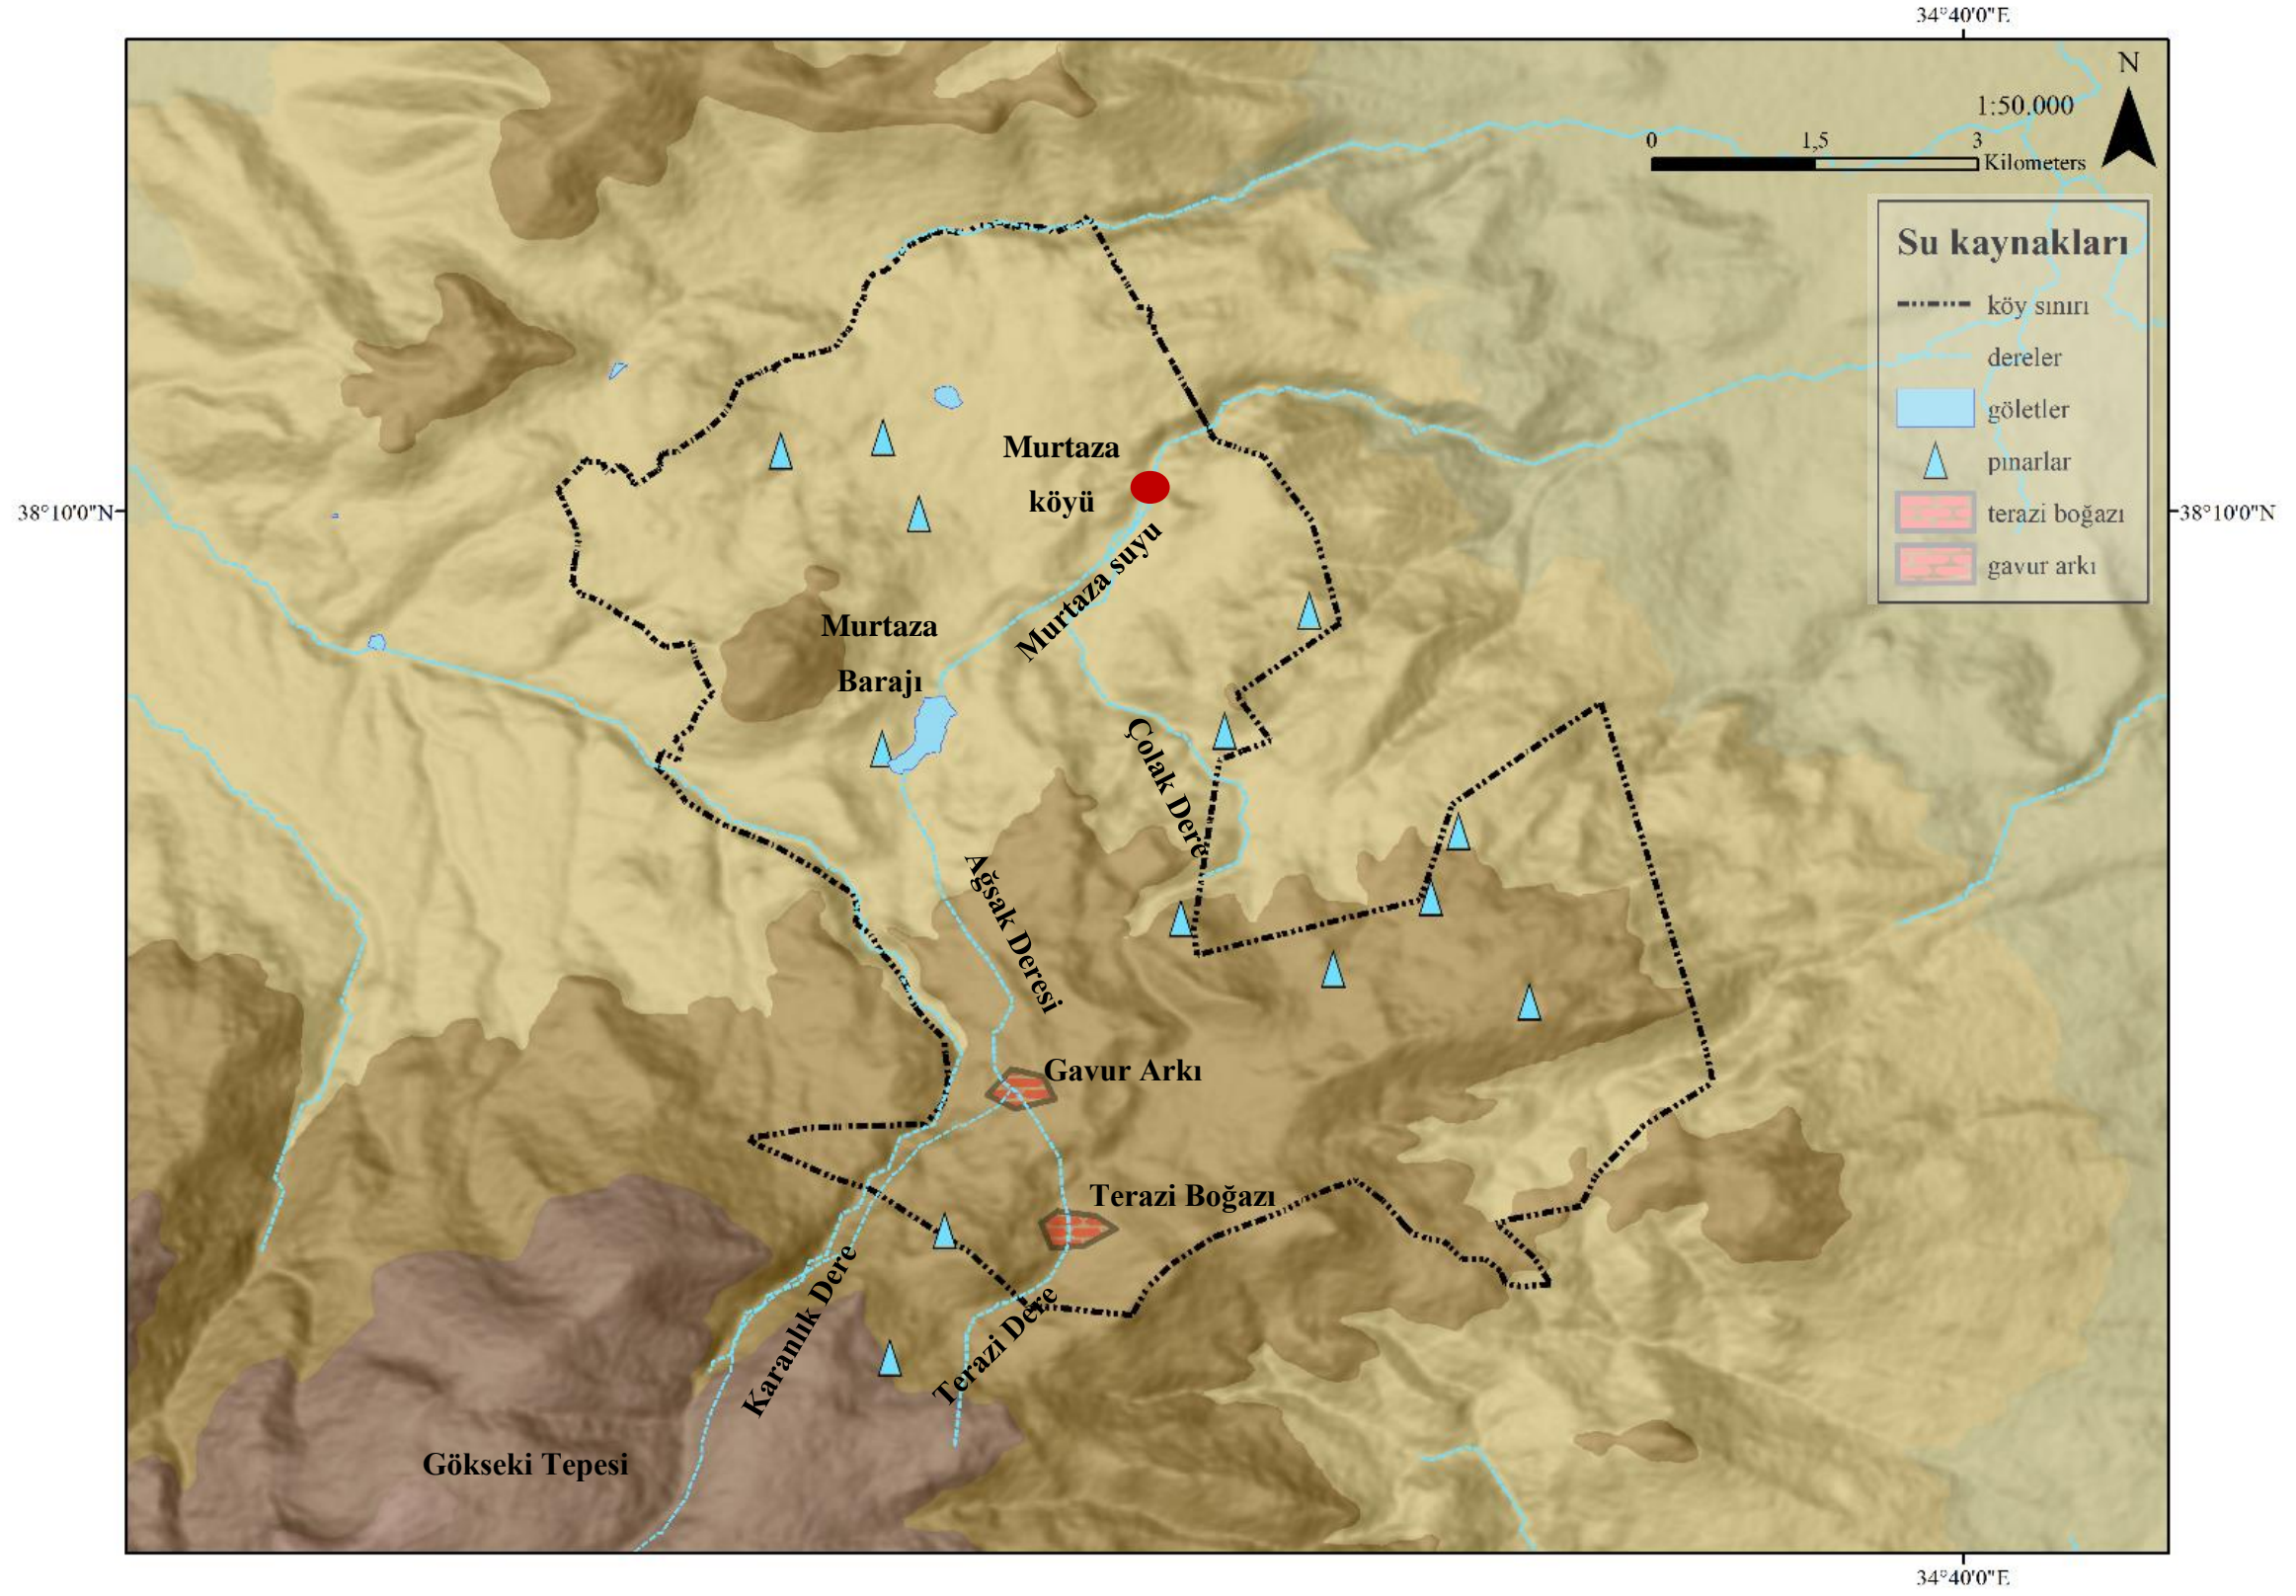 34°40'0"E
N
1:50.000
0 1,5 3
Kilometers
Su kaynakları
köy sınırı
dereler
göletler
pınarlar
terazi boğazı
gavur arkı
38°10'0"N
38°10'0"N
Murtaza
köyü
Murtaza suyu
Murtaza
Barajı
Çolak Dere
Ağsak Deresi
Gavur Arkı
Terazi Boğazı
Karanlık Dere
Terazi Dere
Gökseki Tepesi
34°40'0"E